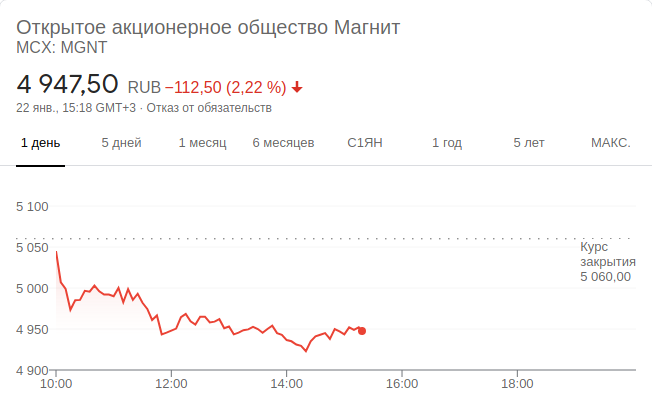 Открытое акционерное общество Магнит
MCX: MGNT
4 947,50 RUB −112,50 (2,22 %)
22 янв., 15:18 GMT+3 · Отказ от обязательств
1 день 5 дней 1 месяц 6 месяцев С1ЯН 1 год 5 лет МАКС.
5 100
5 050
Курс
закрытия
5 060,00
5 000
4 950
4 900
10:00 12:00 14:00 16:00 18:00